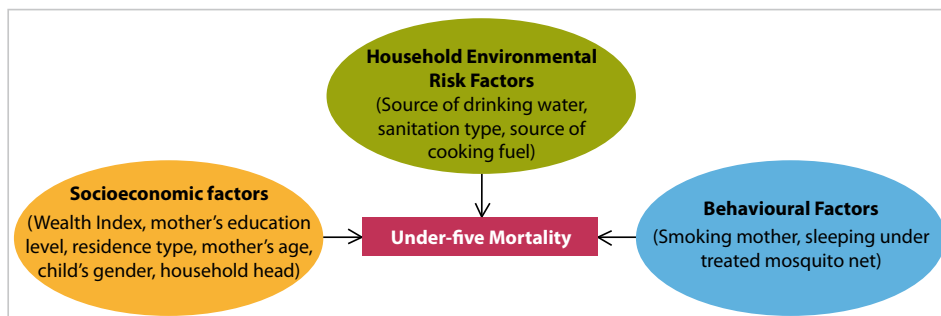 Household Environmental
Risk Factors
(Source of drinking water,
sanitation type, source of
cooking fuel)
Socioeconomic factors
(Wealth Index, mother’s education
level, residence type, mother’s age,
child’s gender, household head)
Under-five Mortality
Behavioural Factors
(Smoking mother, sleeping under
treated mosquito net)